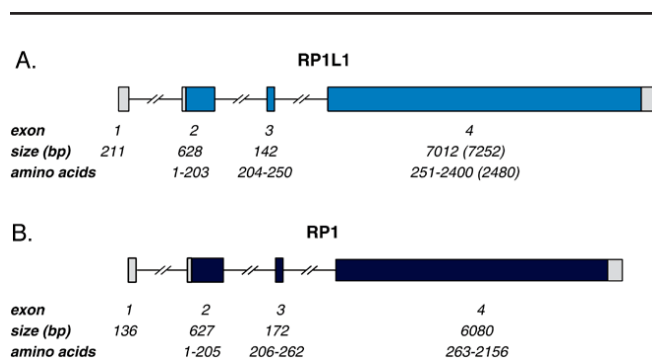 A.
RP1L1
exon 1 2 3 4
size (bp) 211 628 142 7012 (7252)
amino acids 1-203 204-250 251-2400 (2480)
B.
RP1
exon 1 2 3 4
size (bp) 136 627 172 6080
amino acids 1-205 206-262 263-2156